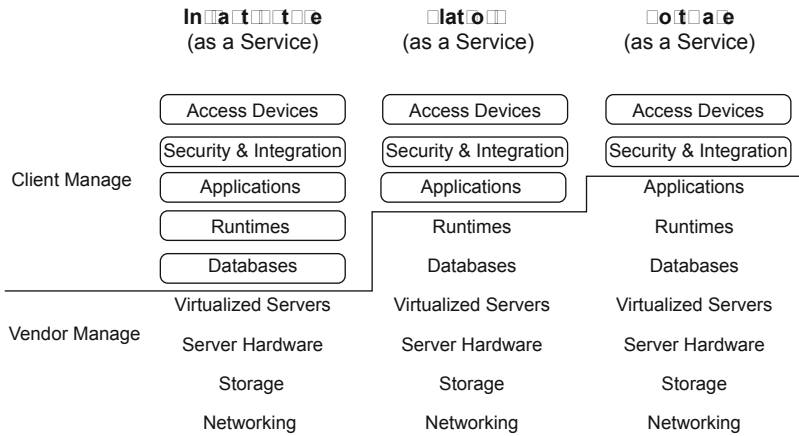 (as a Service) (as a Service) (as a Service)
Access Devices Access Devices Access Devices
Security & Integration Security & Integration Security & Integration
Client Manage Applications Applications Applications
Runtimes Runtimes Runtimes
Databases Databases Databases
Virtualized Servers Virtualized Servers Virtualized Servers
Vendor Manage Server Hardware Server Hardware Server Hardware
Storage Storage Storage
Networking Networking Networking